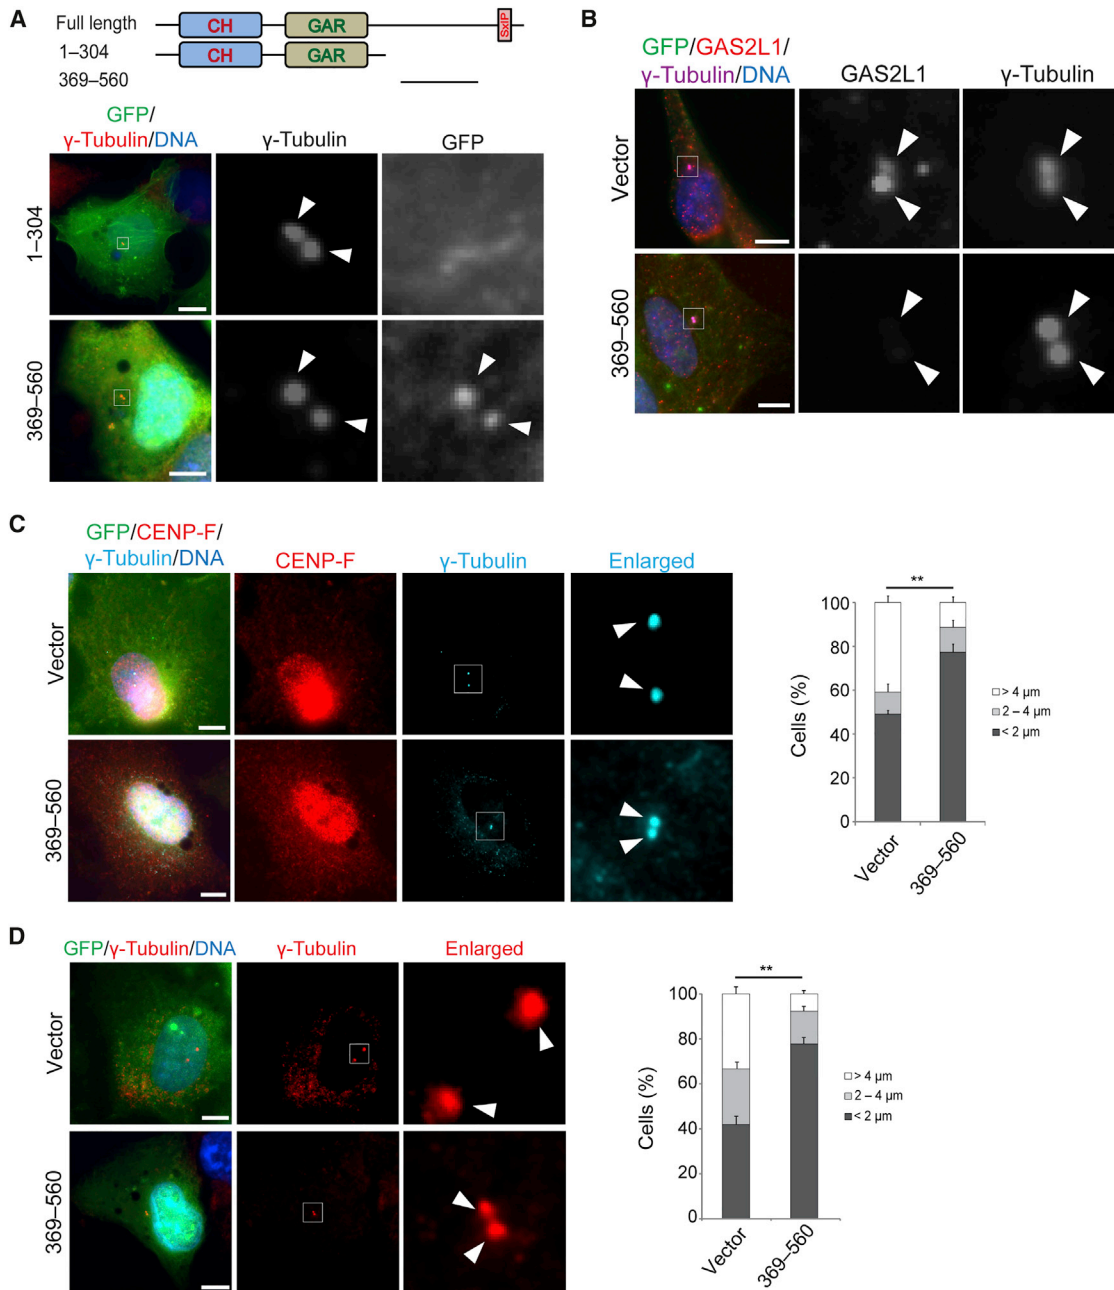 A
Full length
CH
GAR
SxIP
1–304
CH
GAR
369–560
GFP/
γ-Tubulin/DNA
γ-Tubulin
GFP
1–304
369–560
B
GFP/GAS2L1/
γ-Tubulin/DNA
GAS2L1
γ-Tubulin
Vector
369–560
C
GFP/CENP-F/
γ-Tubulin/DNA
CENP-F
γ-Tubulin
Enlarged
Vector
369–560
**
100
80
60
40
20
0
Cells (%)
> 4 µm
2 – 4 µm
< 2 µm
Vector
369–560
D
GFP/γ-Tubulin/DNA
γ-Tubulin
Enlarged
Vector
369–560
**
100
80
60
40
20
0
Cells (%)
> 4 µm
2 – 4 µm
< 2 µm
Vector
369–560